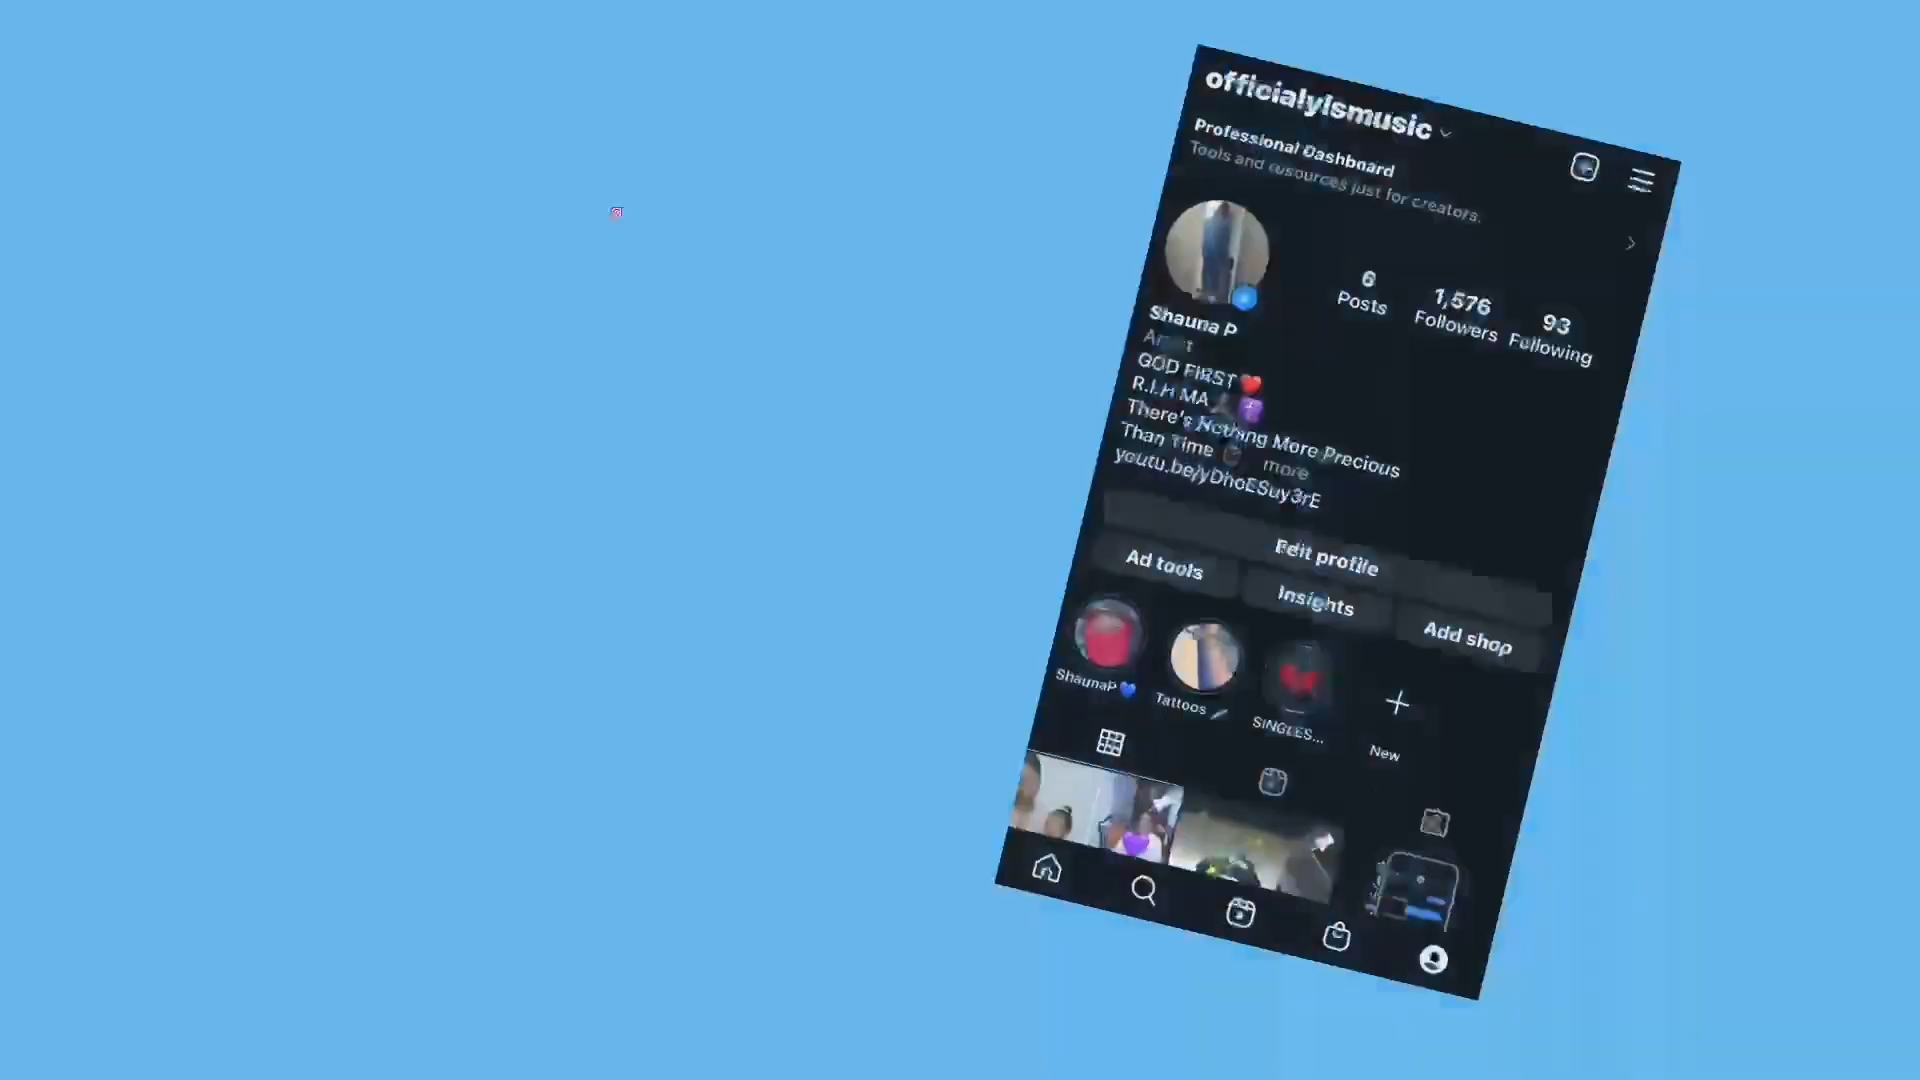 officialylsmusic
Professional Dashboard
Tools and resources just for creators.
6
Posts
1,576
Followers
93
Following
Shauna P
Artist
GOD FIRST ❤️
R.I.H MA
There's Nothing More Precious
Than Time more
youtu.be/yDhoESuy3rE
Edit profile
Ad tools
Insights
Add shop
ShaunaP 💙
Tattoos
SINGLES...
New